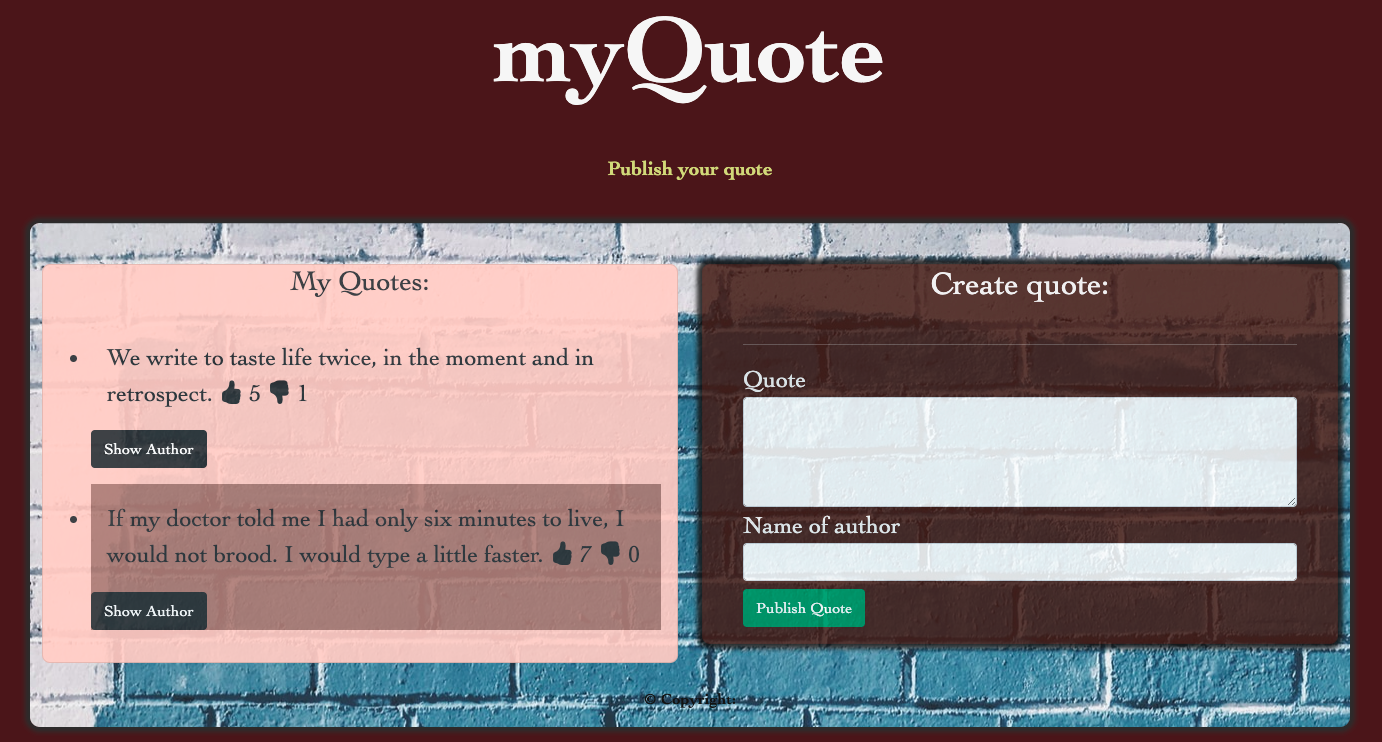 myQuote
Publish your quote
My Quotes:
We write to taste life twice, in the moment and in
retrospect. 5 1
Show Author
If my doctor told me I had only six minutes to live, I
would not brood. I would type a little faster. 7 0
Show Author
Create quote:
Quote
Name of author
Publish Quote
© Copyright: